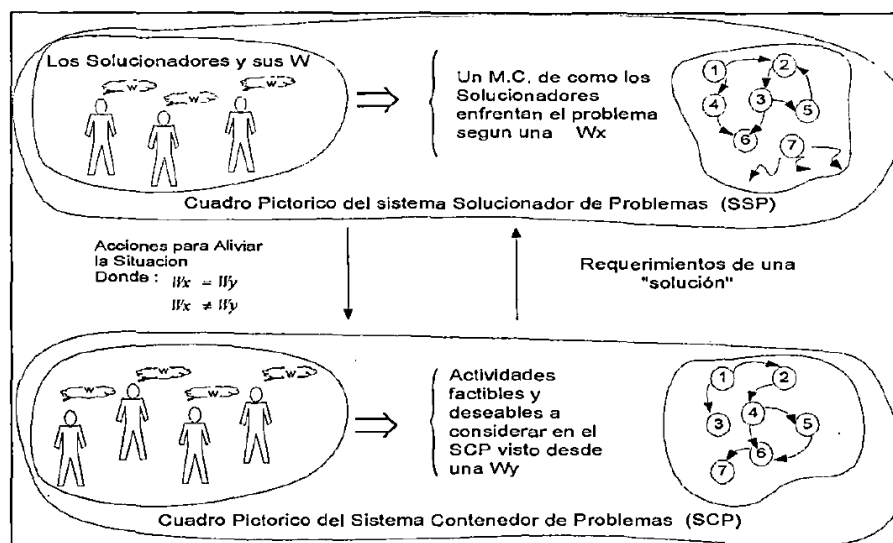 Los Solucionadores y sus W
W
W
W
Un M.C. de como los
Solucionadores
enfrentan el problema
segun una Wx
1
2
4
3
5
6
7
Cuadro Pictorico del sistema Solucionador de Problemas (SSP)
Acciones para Aliviar
la Situacion
Donde : Wx = Wy
Wx ≠ Wy
Requerimientos de una
"solución"
W
W
W
W
Actividades
factibles y
deseables a
considerar en el
SCP visto desde
una Wy
1
2
3
4
5
6
7
Cuadro Pictorico del Sistema Contenedor de Problemas (SCP)